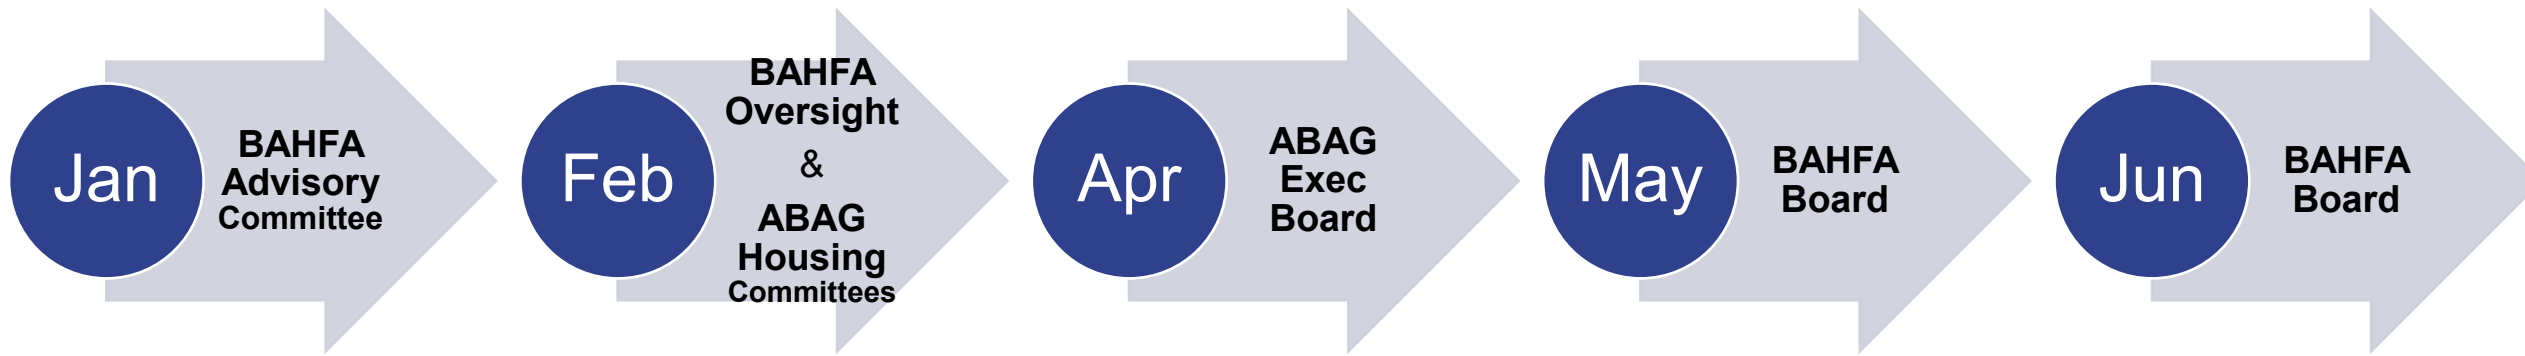 Jan
BAHFA
Advisory
Committee
Feb
BAHFA
Oversight
&
ABAG
Housing
Committees
Apr
ABAG
Exec
Board
May
BAHFA
Board
Jun
BAHFA
Board